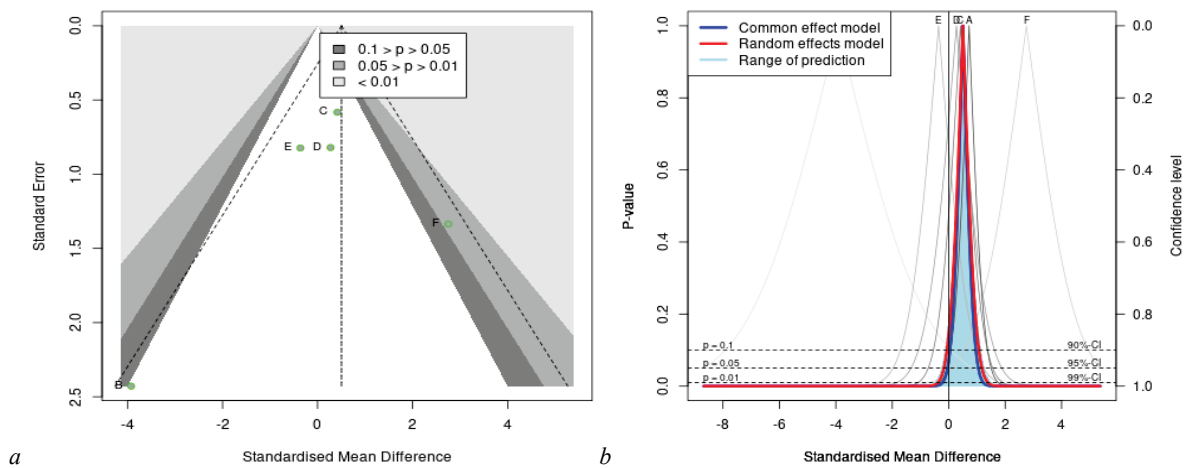 0.1 > p > 0.05
0.05 > p > 0.01
< 0.01
C
E D
F
B
0.0
0.5
1.0
1.5
2.0
2.5
Standard Error
-4 -2 0 2 4
Standardised Mean Difference
a
Common effect model
Random effects model
Range of prediction
E D C A F
1.0
0.8
0.6
0.4
0.2
0.0
P-value
0.0
0.2
0.4
0.6
0.8
1.0
Confidence level
p = 0.1 90%-CI
p = 0.05 95%-CI
p = 0.01 99%-CI
-8 -6 -4 -2 0 2 4
Standardised Mean Difference
b